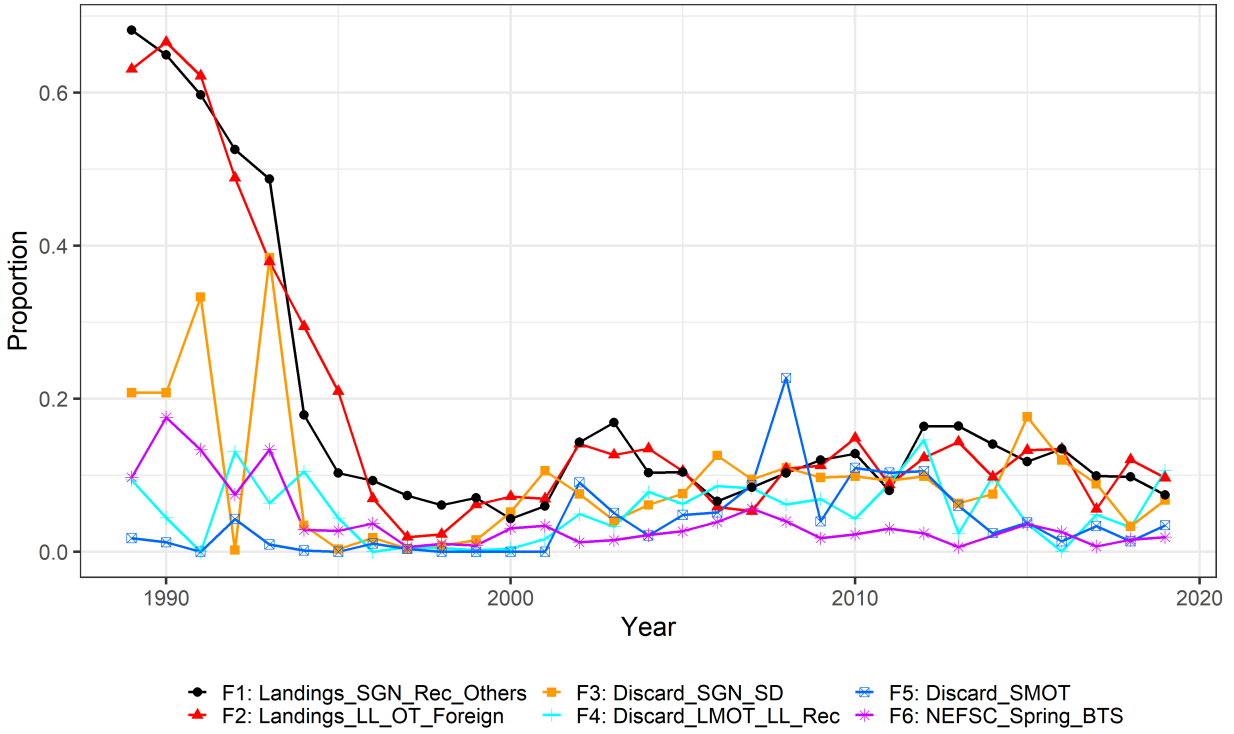 0.6
0.4
0.2
0.0
Proportion
1990 2000 2010 2020
Year
F1: Landings_SGN_Rec_Others F3: Discard_SGN_SD F5: Discard_SMOT
F2: Landings_LL_OT_Foreign F4: Discard_LMOT_LL_Rec F6: NEFSC_Spring_BTS